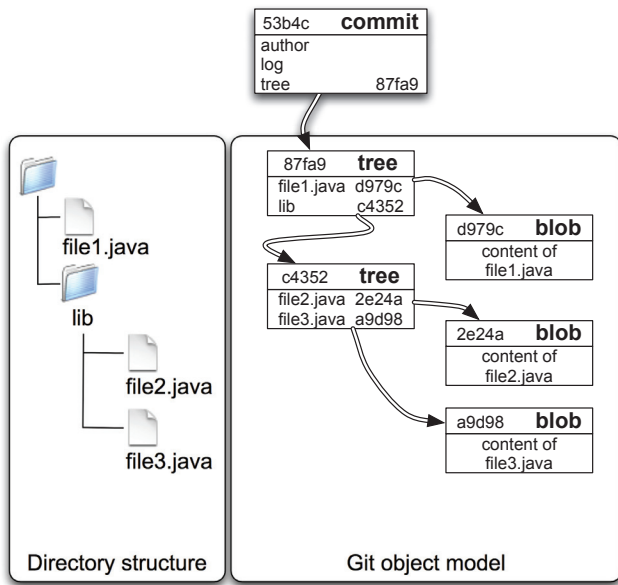 53b4c commit
author
log
tree 87fa9
file1.java
lib
file2.java
file3.java
Directory structure
87fa9 tree
file1.java d979c
lib c4352
d979c blob
content of
file1.java
c4352 tree
file2.java 2e24a
file3.java a9d98
2e24a blob
content of
file2.java
a9d98 blob
content of
file3.java
Git object model